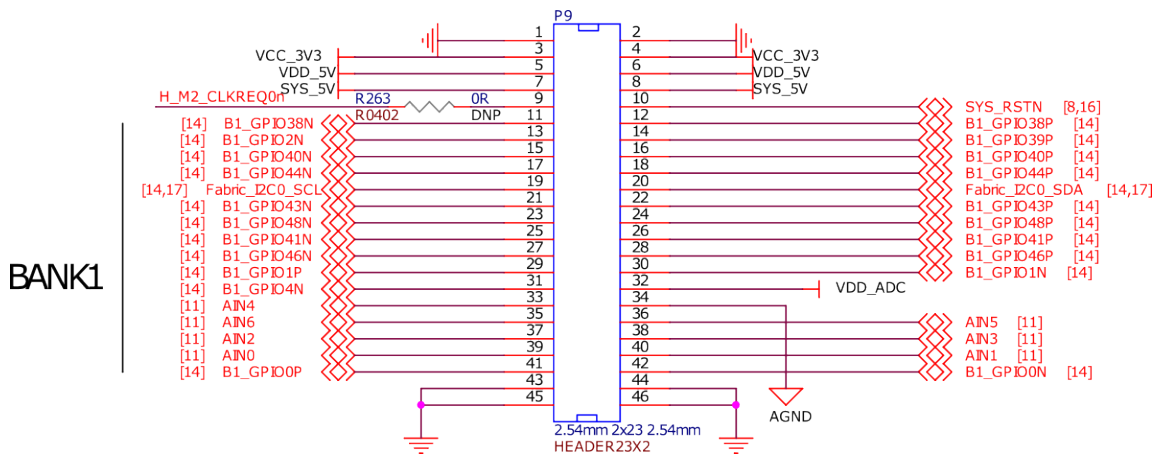 P9
1 2
3 4
VCC_3V3 VCC_3V3
5 6
VDD_5V VDD_5V
7 8
SYS_5V SYS_5V
H_M2_CLKREQ0n R263 0R 9 10 SYS_RSTN [8,16]
R0402 DNP
[14] B1_GPIO38N 11 12 B1_GPIO38P [14]
[14] B1_GPIO2N 13 14 B1_GPIO39P [14]
[14] B1_GPIO40N 15 16 B1_GPIO40P [14]
[14] B1_GPIO44N 17 18 B1_GPIO44P [14]
[14,17] Fabric_I2C0_SCL 19 20 Fabric_I2C0_SDA [14,17]
[14] B1_GPIO43N 21 22 B1_GPIO43P [14]
[14] B1_GPIO48N 23 24 B1_GPIO48P [14]
[14] B1_GPIO41N 25 26 B1_GPIO41P [14]
[14] B1_GPIO46N 27 28 B1_GPIO46P [14]
BANK1
[14] B1_GPIO1P 29 30 B1_GPIO1N [14]
[14] B1_GPIO4N 31 32 VDD_ADC
[11] AIN4 33 34
[11] AIN6 35 36 AIN5 [11]
[11] AIN2 37 38 AIN3 [11]
[11] AIN0 39 40 AIN1 [11]
[14] B1_GPIO0P 41 42 B1_GPIO0N [14]
43 44
45 46
AGND
2.54mm 2x23 2.54mm
HEADER23X2